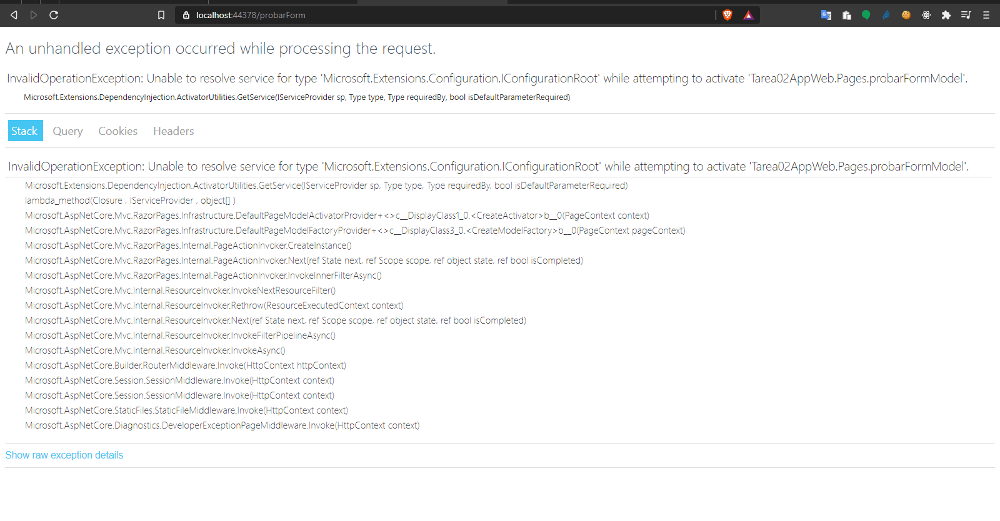 localhost:44378/probarForm
An unhandled exception occurred while processing the request.
InvalidOperationException: Unable to resolve service for type 'Microsoft.Extensions.Configuration.IConfigurationRoot' while attempting to activate 'Tarea02AppWeb.Pages.probarFormModel'.
Microsoft.Extensions.DependencyInjection.ActivatorUtilities.GetService(IServiceProvider sp, Type type, Type requiredBy, bool isDefaultParameterRequired)
Stack Query Cookies Headers
InvalidOperationException: Unable to resolve service for type 'Microsoft.Extensions.Configuration.IConfigurationRoot' while attempting to activate 'Tarea02AppWeb.Pages.probarFormModel'.
Microsoft.Extensions.DependencyInjection.ActivatorUtilities.GetService(IServiceProvider sp, Type type, Type requiredBy, bool isDefaultParameterRequired)
lambda_method(Closure , IServiceProvider , object[] )
Microsoft.AspNetCore.Mvc.RazorPages.Infrastructure.DefaultPageModelActivatorProvider+<>c__DisplayClass1_0.<CreateActivator>b__0(PageContext context)
Microsoft.AspNetCore.Mvc.RazorPages.Infrastructure.DefaultPageModelFactoryProvider+<>c__DisplayClass3_0.<CreateModelFactory>b__0(PageContext pageContext)
Microsoft.AspNetCore.Mvc.RazorPages.Internal.PageActionInvoker.CreateInstance()
Microsoft.AspNetCore.Mvc.RazorPages.Internal.PageActionInvoker.Next(ref State next, ref Scope scope, ref object state, ref bool isCompleted)
Microsoft.AspNetCore.Mvc.RazorPages.Internal.PageActionInvoker.InvokeInnerFilterAsync()
Microsoft.AspNetCore.Mvc.Internal.ResourceInvoker.InvokeNextResourceFilter()
Microsoft.AspNetCore.Mvc.Internal.ResourceInvoker.Rethrow(ResourceExecutedContext context)
Microsoft.AspNetCore.Mvc.Internal.ResourceInvoker.Next(ref State next, ref Scope scope, ref object state, ref bool isCompleted)
Microsoft.AspNetCore.Mvc.Internal.ResourceInvoker.InvokeFilterPipelineAsync()
Microsoft.AspNetCore.Mvc.Internal.ResourceInvoker.InvokeAsync()
Microsoft.AspNetCore.Builder.RouterMiddleware.Invoke(HttpContext httpContext)
Microsoft.AspNetCore.Session.SessionMiddleware.Invoke(HttpContext context)
Microsoft.AspNetCore.Session.SessionMiddleware.Invoke(HttpContext context)
Microsoft.AspNetCore.StaticFiles.StaticFileMiddleware.Invoke(HttpContext context)
Microsoft.AspNetCore.Diagnostics.DeveloperExceptionPageMiddleware.Invoke(HttpContext context)
Show raw exception details